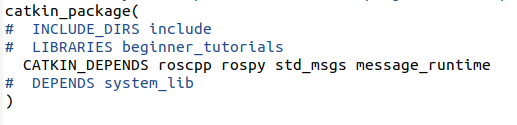 catkin_package(
#  INCLUDE_DIRS include
#  LIBRARIES beginner_tutorials
  CATKIN_DEPENDS roscpp rospy std_msgs message_runtime
#  DEPENDS system_lib
)